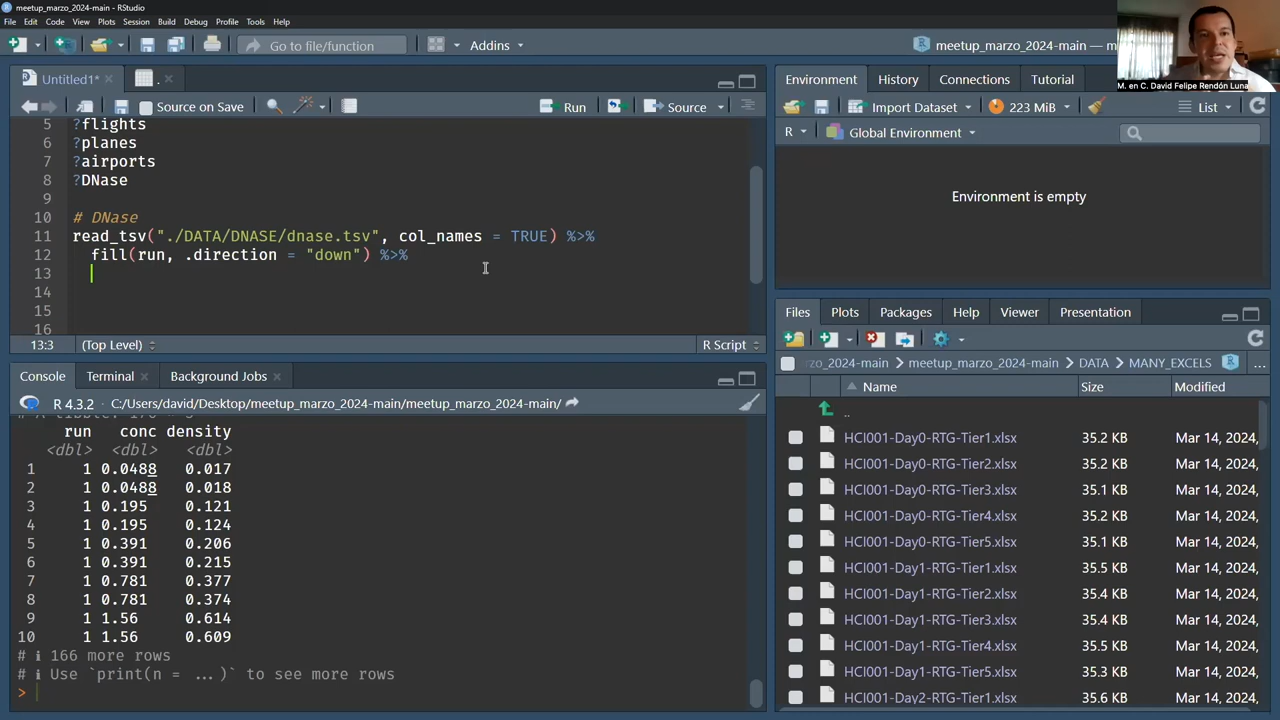 meetup_marzo_2024-main - RStudio
File Edit Code View Plots Session Build Debug Profile Tools Help
Go to file/function
Addins
meetup_marzo_2024-main
M. en C. David Felipe Rendón Luna
Untitled1*
.
Source on Save
Run
Source
5 ?flights
6 ?planes
7 ?airports
8 ?DNase
9
10 # DNase
11 read_tsv("./DATA/DNASE/dnase.tsv", col_names = TRUE) %>%
12 fill(run, .direction = "down") %>%
13
14
15
16
13:3 (Top Level) R Script
Console Terminal Background Jobs
R 4.3.2 · C:/Users/david/Desktop/meetup_marzo_2024-main/meetup_marzo_2024-main/
run conc density
<dbl> <dbl> <dbl>
1 1 0.0488 0.017
2 1 0.0488 0.018
3 1 0.195 0.121
4 1 0.195 0.124
5 1 0.391 0.206
6 1 0.391 0.215
7 1 0.781 0.377
8 1 0.781 0.374
9 1 1.56 0.614
10 1 1.56 0.609
# ℹ 166 more rows
# ℹ Use `print(n = ...)` to see more rows
>
Environment History Connections Tutorial
Import Dataset 223 MiB List
R Global Environment
Environment is empty
Files Plots Packages Help Viewer Presentation
rzo_2024-main > meetup_marzo_2024-main > DATA > MANY_EXCELS ...
Name Size Modified
..
HCI001-Day0-RTG-Tier1.xlsx 35.2 KB Mar 14, 2024,
HCI001-Day0-RTG-Tier2.xlsx 35.2 KB Mar 14, 2024,
HCI001-Day0-RTG-Tier3.xlsx 35.1 KB Mar 14, 2024,
HCI001-Day0-RTG-Tier4.xlsx 35.2 KB Mar 14, 2024,
HCI001-Day0-RTG-Tier5.xlsx 35.1 KB Mar 14, 2024,
HCI001-Day1-RTG-Tier1.xlsx 35.5 KB Mar 14, 2024,
HCI001-Day1-RTG-Tier2.xlsx 35.4 KB Mar 14, 2024,
HCI001-Day1-RTG-Tier3.xlsx 35.4 KB Mar 14, 2024,
HCI001-Day1-RTG-Tier4.xlsx 35.5 KB Mar 14, 2024,
HCI001-Day1-RTG-Tier5.xlsx 35.3 KB Mar 14, 2024,
HCI001-Day2-RTG-Tier1.xlsx 35.6 KB Mar 14, 2024,